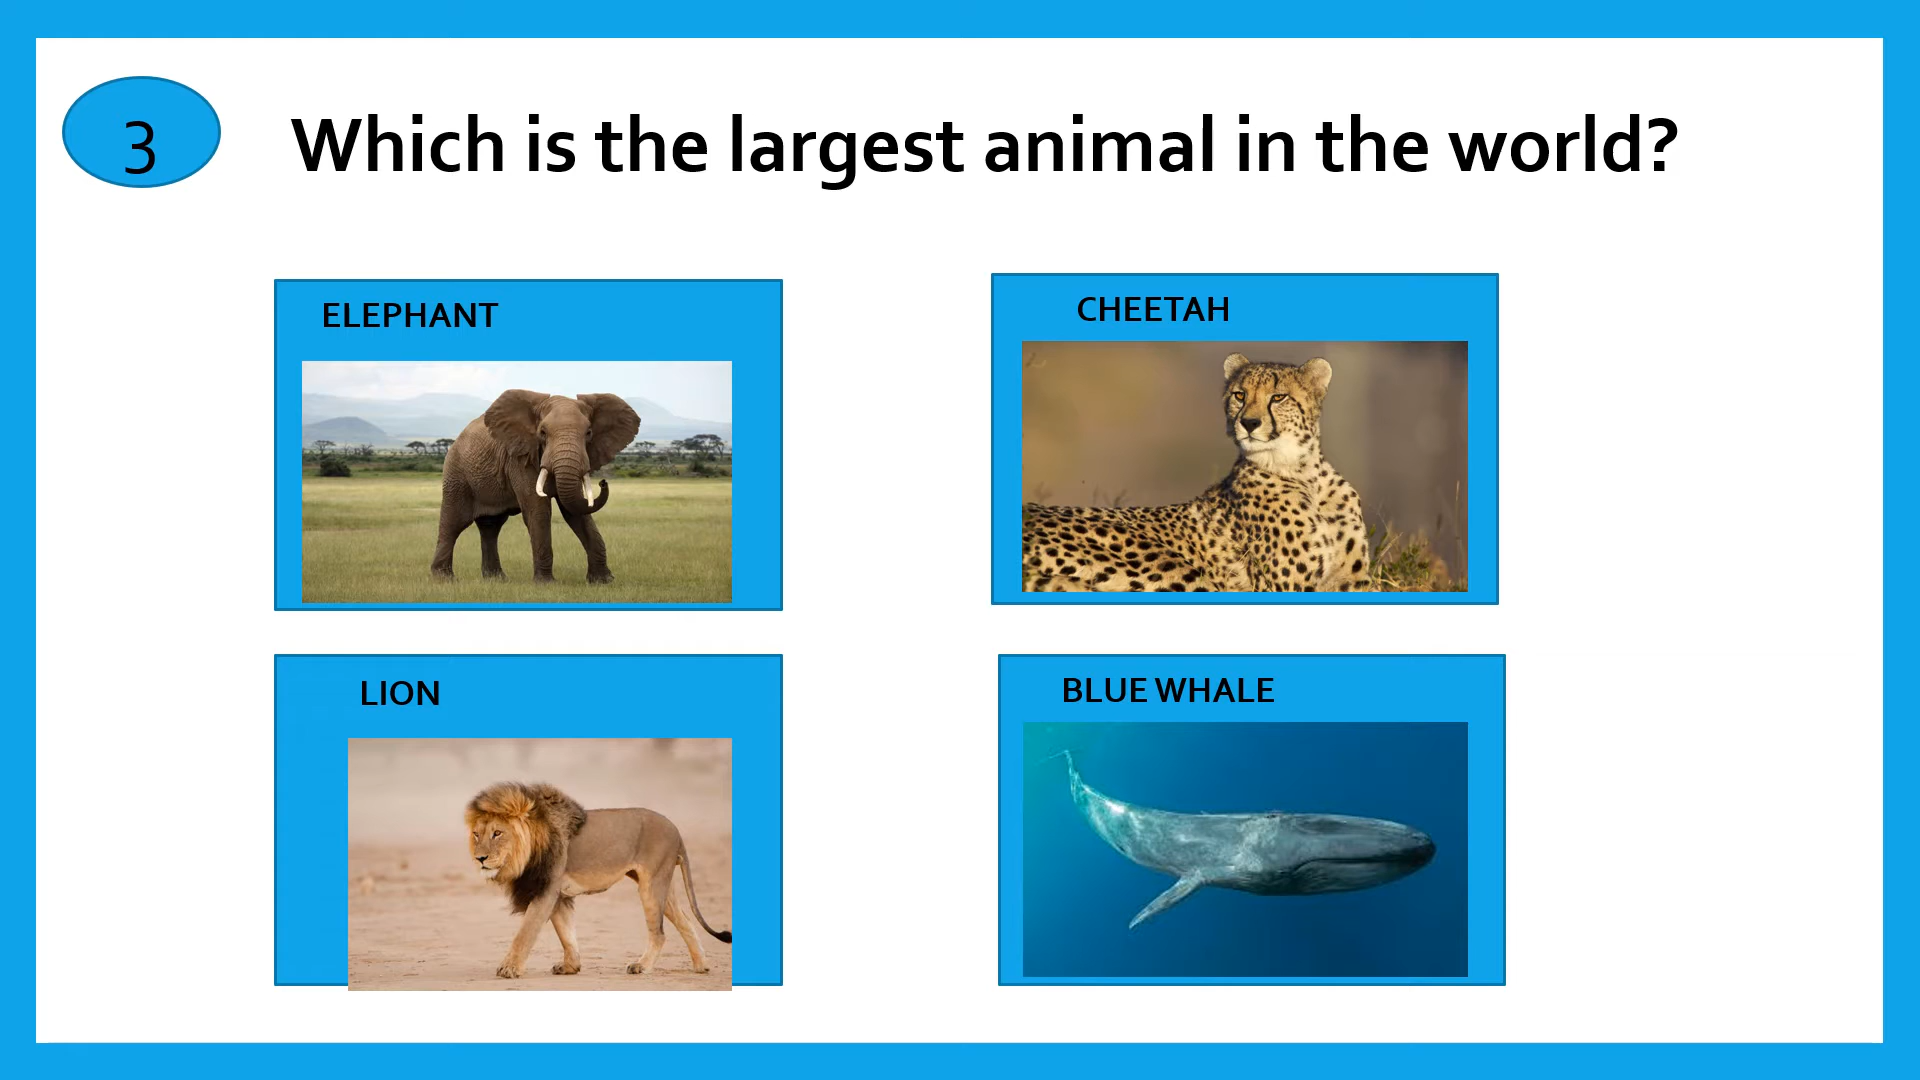 3
Which is the largest animal in the world?
ELEPHANT
CHEETAH
LION
BLUE WHALE